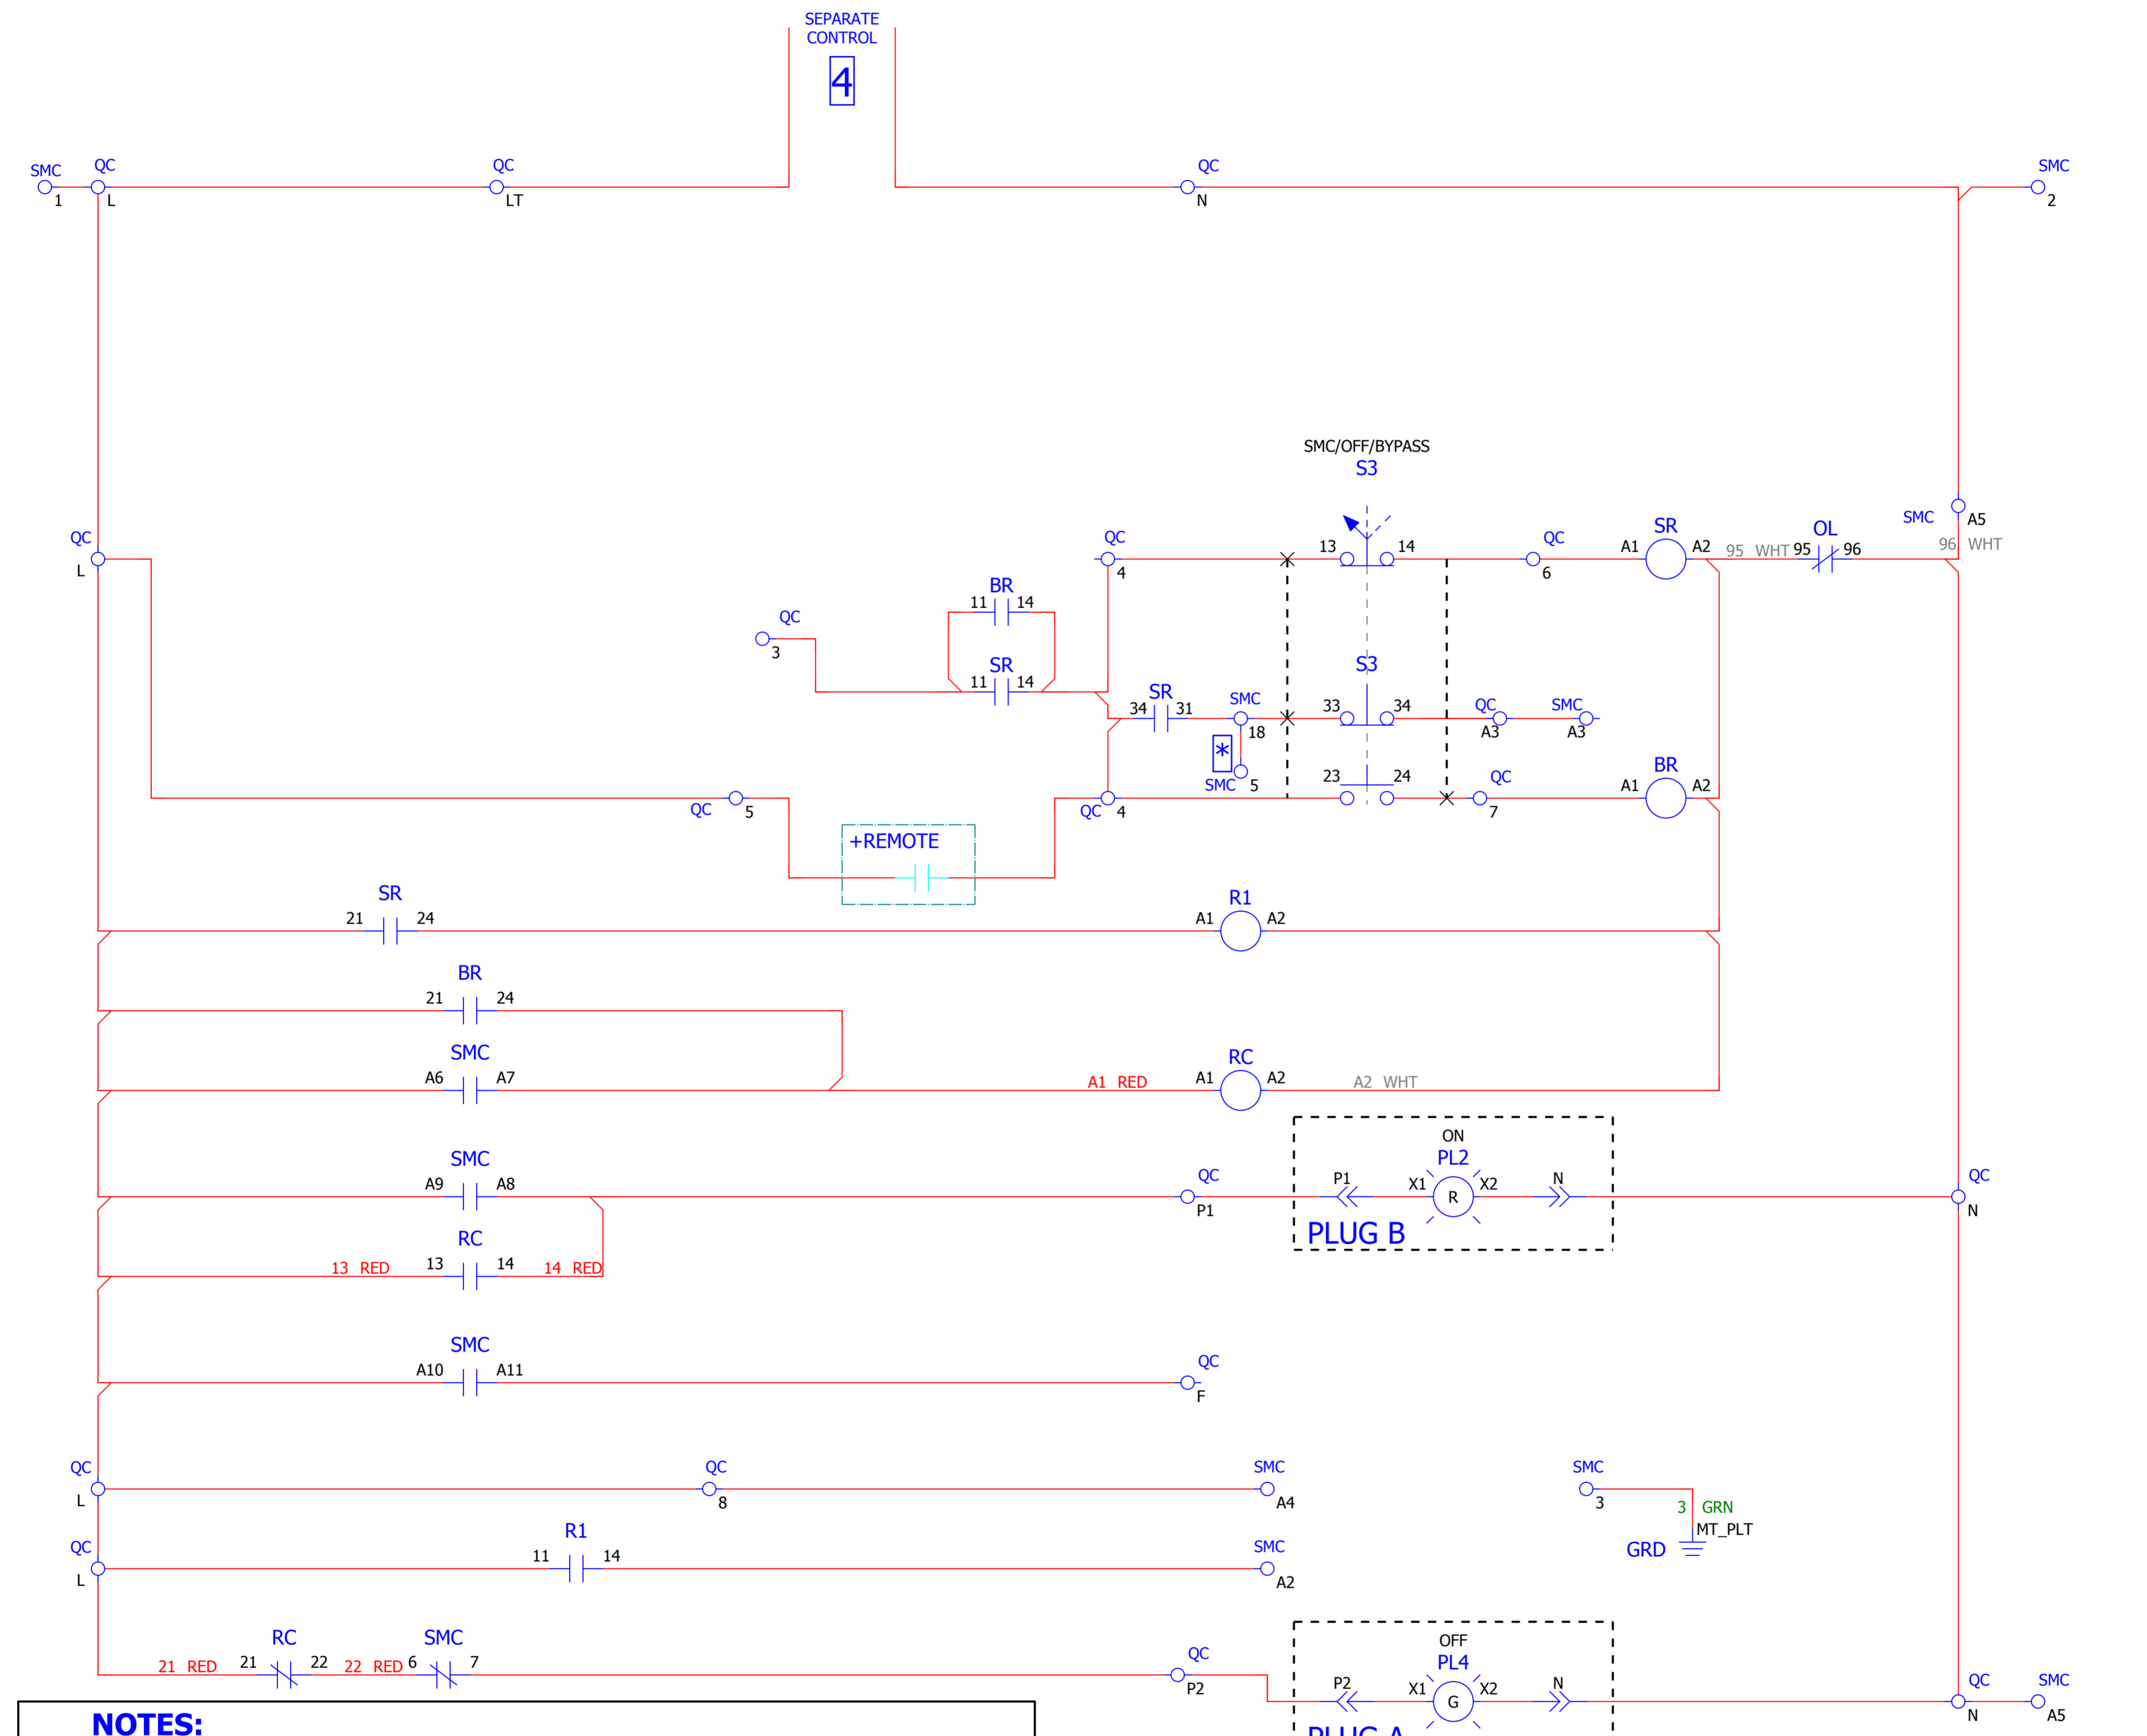 SEPARATE
CONTROL
4
SMC
QC
QC
QC
SMC
1
L
LT
N
2
SMC/OFF/BYPASS
S3
QC
L
QC
4
13
14
QC
6
SR
A1
A2
95 WHT
95
OL
96
SMC
A5
96 WHT
BR
11
14
QC
3
SR
11
14
SR
34
31
SMC
18
*
SMC
5
S3
33
34
QC
A3
SMC
A3
QC
5
QC
4
23
24
QC
7
BR
A1
A2
+REMOTE
SR
21
24
R1
A1
A2
BR
21
24
SMC
A6
A7
A1 RED
RC
A1
A2
A2 WHT
SMC
A9
A8
QC
P1
ON
PL2
P1
X1
R
X2
N
PLUG B
QC
N
RC
13 RED
13
14
14 RED
SMC
A10
A11
QC
F
QC
L
QC
8
SMC
A4
SMC
3
3 GRN
MT_PLT
GRD
QC
L
R1
11
14
SMC
A2
RC
21 RED
21
22
22 RED
SMC
6
7
QC
P2
OFF
PL4
P2
X1
G
X2
N
PLUG A
QC
N
SMC
A5
NOTES: